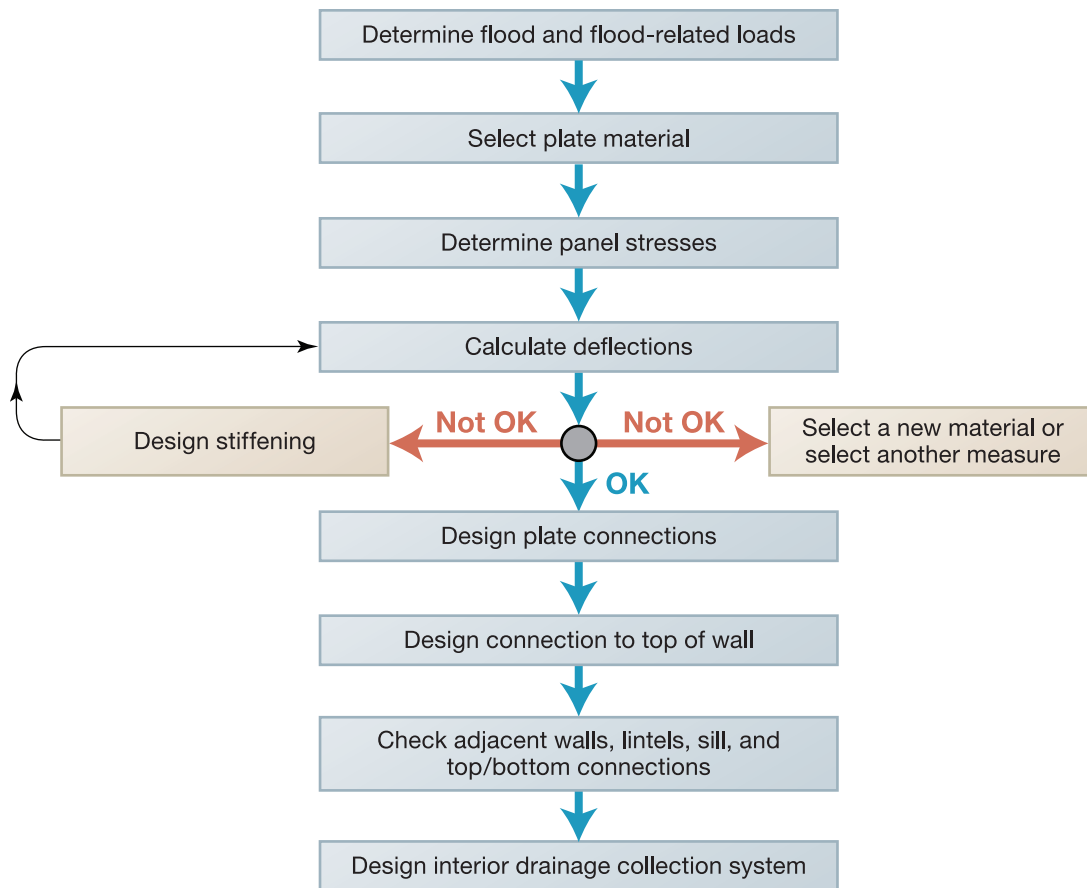 Determine flood and flood-related loads
Select plate material
Determine panel stresses
Calculate deflections
Not OK
Not OK
Design stiffening
Select a new material or
select another measure
OK
Design plate connections
Design connection to top of wall
Check adjacent walls, lintels, sill, and
top/bottom connections
Design interior drainage collection system